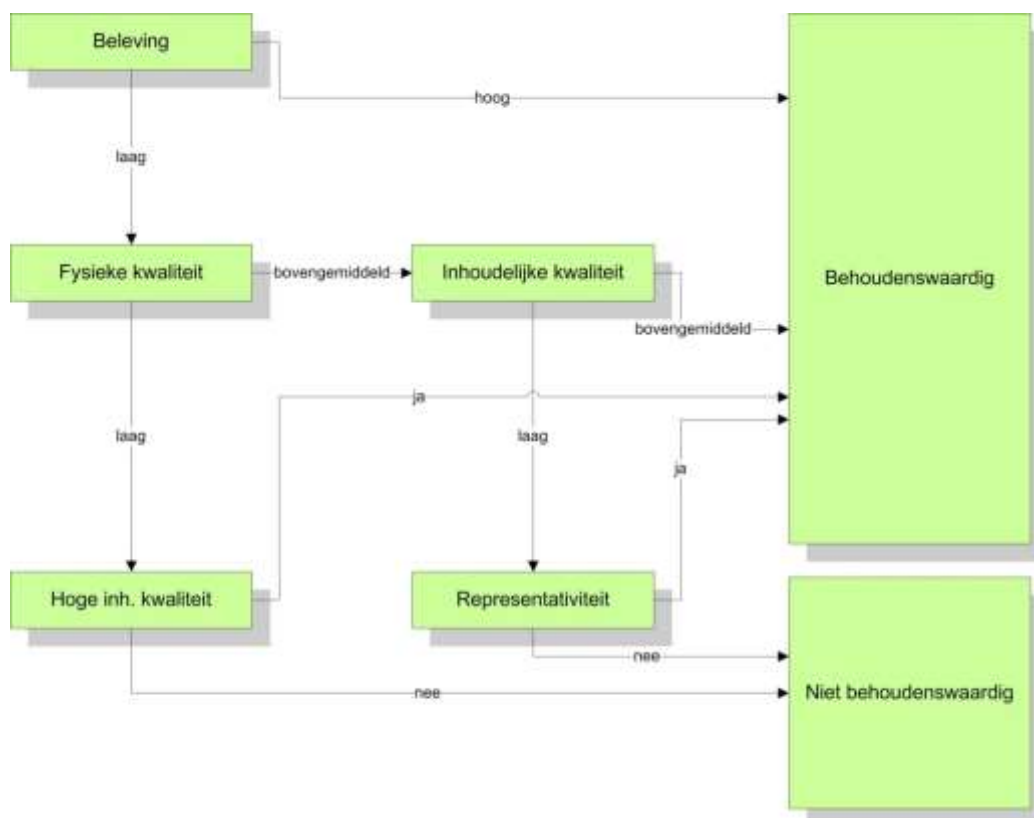 Beleving
hoog
laag
Fysieke kwaliteit
bovengemiddeld
Inhoudelijke kwaliteit
Behoudenswaardig
bovengemiddeld
ja
laag
laag
ja
Hoge inh. kwaliteit
Representativiteit
nee
nee
Niet behoudenswaardig